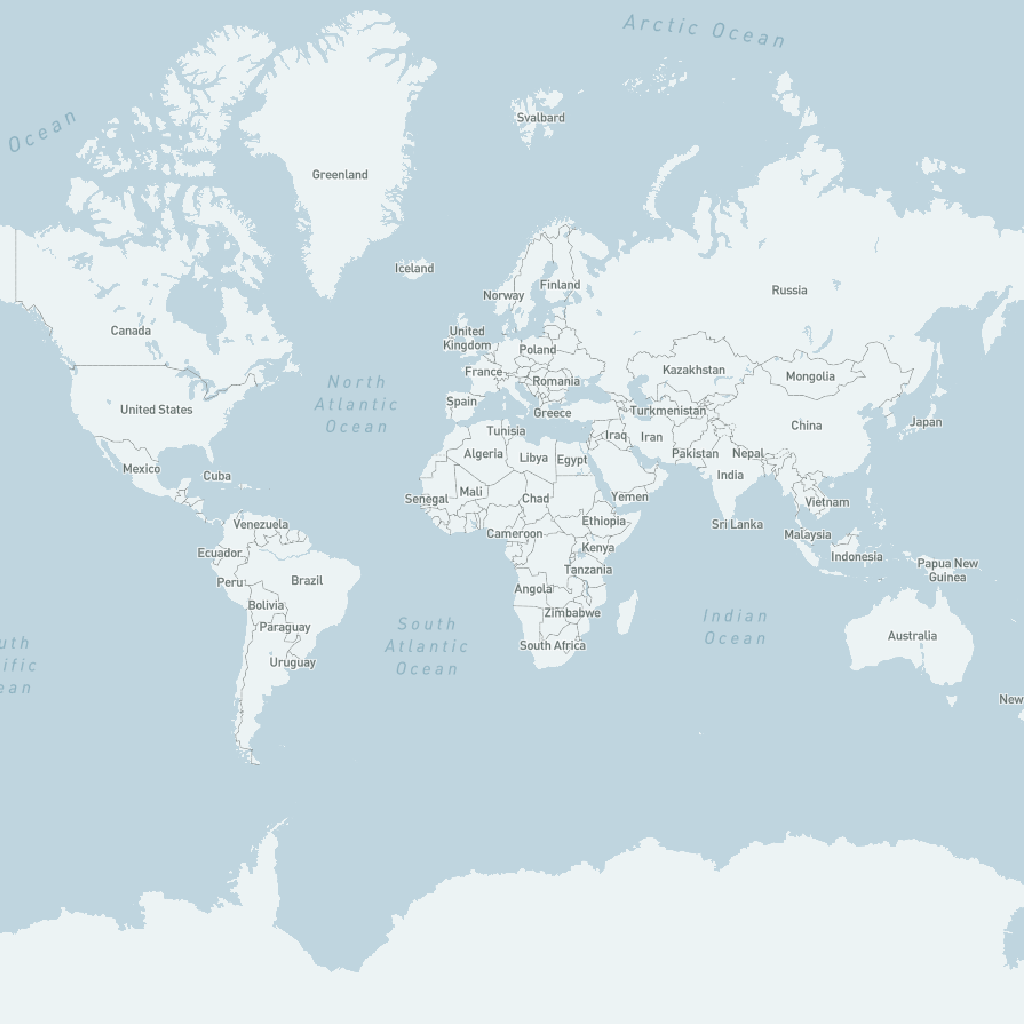 Arctic Ocean
Ocean
Svalbard
Greenland
Iceland
Norway
Finland
Russia
Canada
United
Kingdom
Poland
France
Kazakhstan
Mongolia
Romania
North
Atlantic
Ocean
Spain
United States
Greece
Turkmenistan
China
Japan
Tunisia
Iraq
Iran
Algeria
Libya
Egypt
Pakistan
Nepal
Mexico
Cuba
India
Senegal
Mali
Chad
Yemen
Vietnam
Venezuela
Ethiopia
Sri Lanka
Cameroon
Malaysia
Ecuador
Kenya
Indonesia
Papua New
Guinea
Peru
Brazil
Tanzania
Angola
Bolivia
Zimbabwe
Paraguay
South
Atlantic
Ocean
Indian
Ocean
Australia
uth
ific
ean
South Africa
Uruguay
New